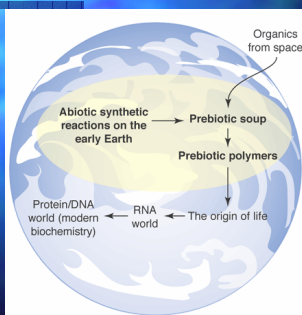 Organics
from space
Abiotic synthetic
reactions on the
early Earth
Prebiotic soup
Prebiotic polymers
The origin of life
RNA
world
Protein/DNA
world (modern
biochemistry)